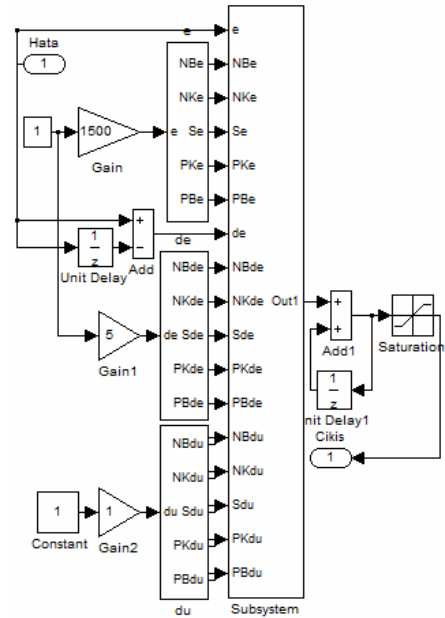 e
Hata
1
e
NBe
NBe
NKe
NKe
1
1500
e
Se
Se
Gain
PKe
PKe
PBe
PBe
+
−
de
de
1
z
Unit Delay
Add
NBde
NBde
NKde
NKde
Out1
+
+
5
de
Sde
Sde
Add1
Saturation
Gain1
PKde
PKde
1
z
PBde
PBde
nit Delay1
NBdu
NBdu
Cikis
1
NKdu
NKdu
1
1
du
Sdu
Sdu
Constant
Gain2
PKdu
PKdu
PBdu
PBdu
du
Subsystem